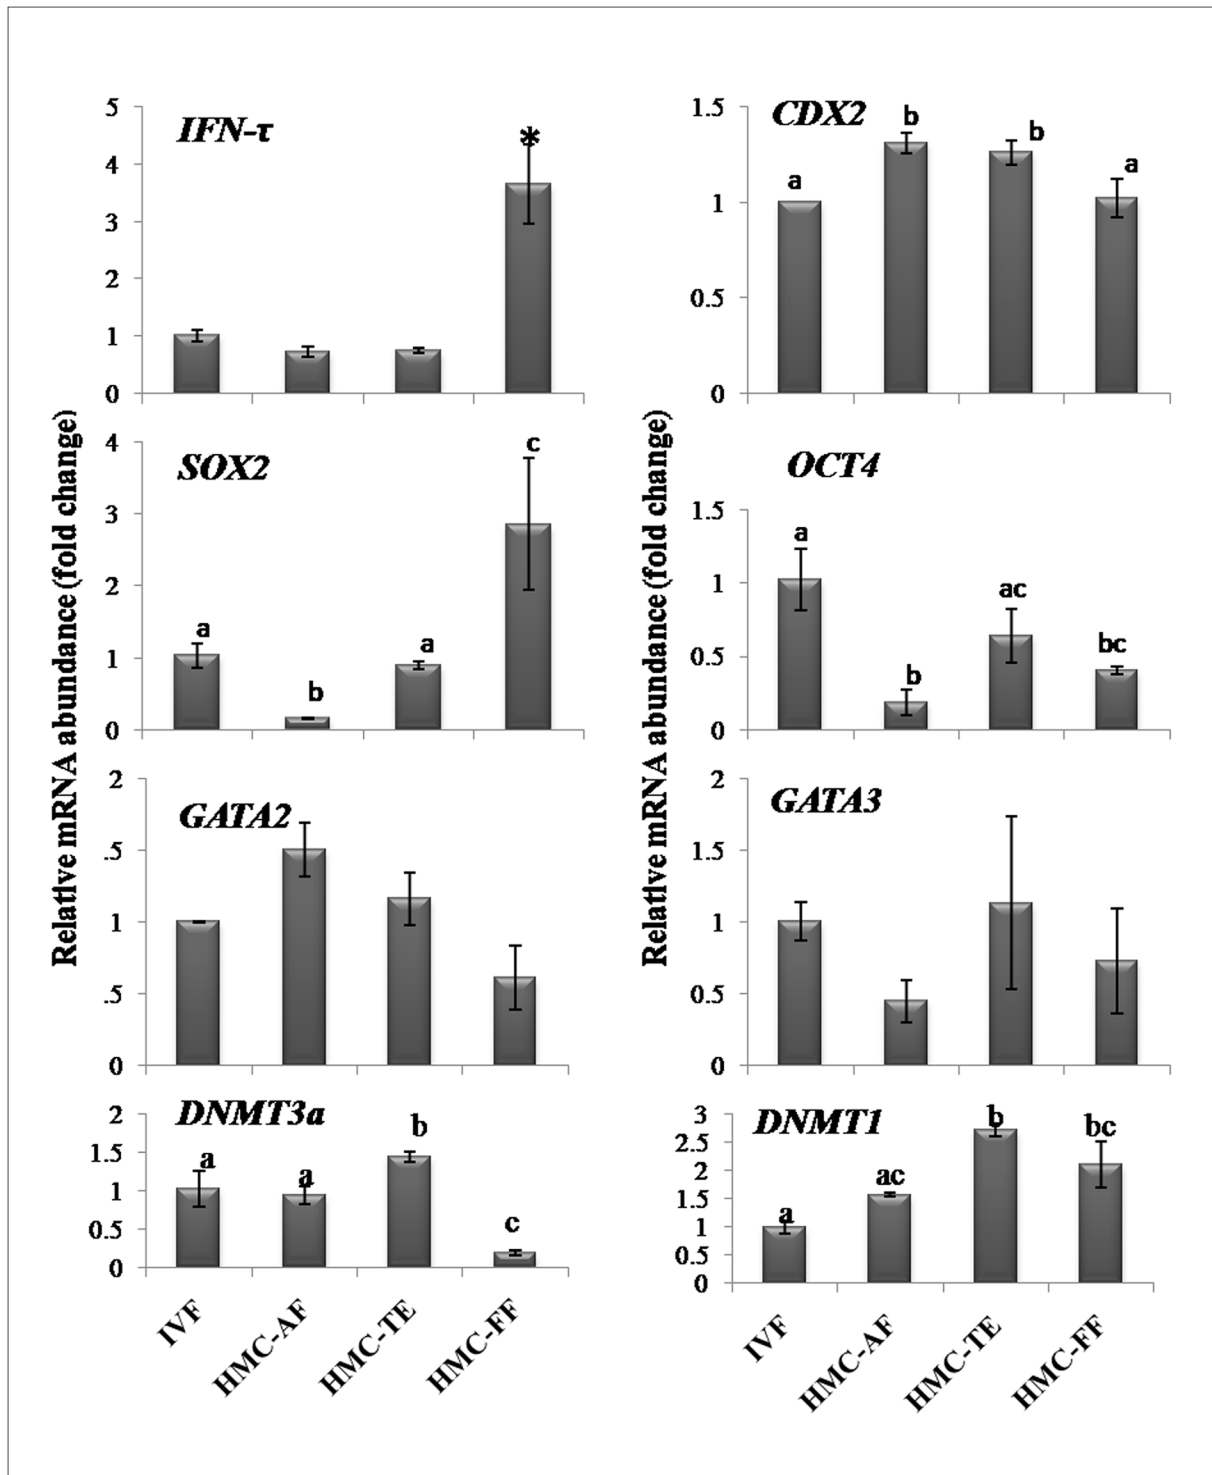 IFN-τ
5
4
3
2
1
0
*
CDX2
1.5
1
0.5
0
a
b
b
a
Relative mRNA abundance (fold change)
SOX2
4
3
2
1
0
a
b
a
c
Relative mRNA abundance (fold change)
OCT4
1.5
1
0.5
0
a
b
ac
bc
GATA2
2
.5
1
.5
0
GATA3
2
1.5
1
0.5
0
DNMT3a
2
1.5
1
0.5
0
a
a
b
c
IVF
HMC-AF
HMC-TE
HMC-FF
DNMT1
3
2.5
2
1.5
1
0.5
0
a
ac
b
bc
IVF
HMC-AF
HMC-TE
HMC-FF